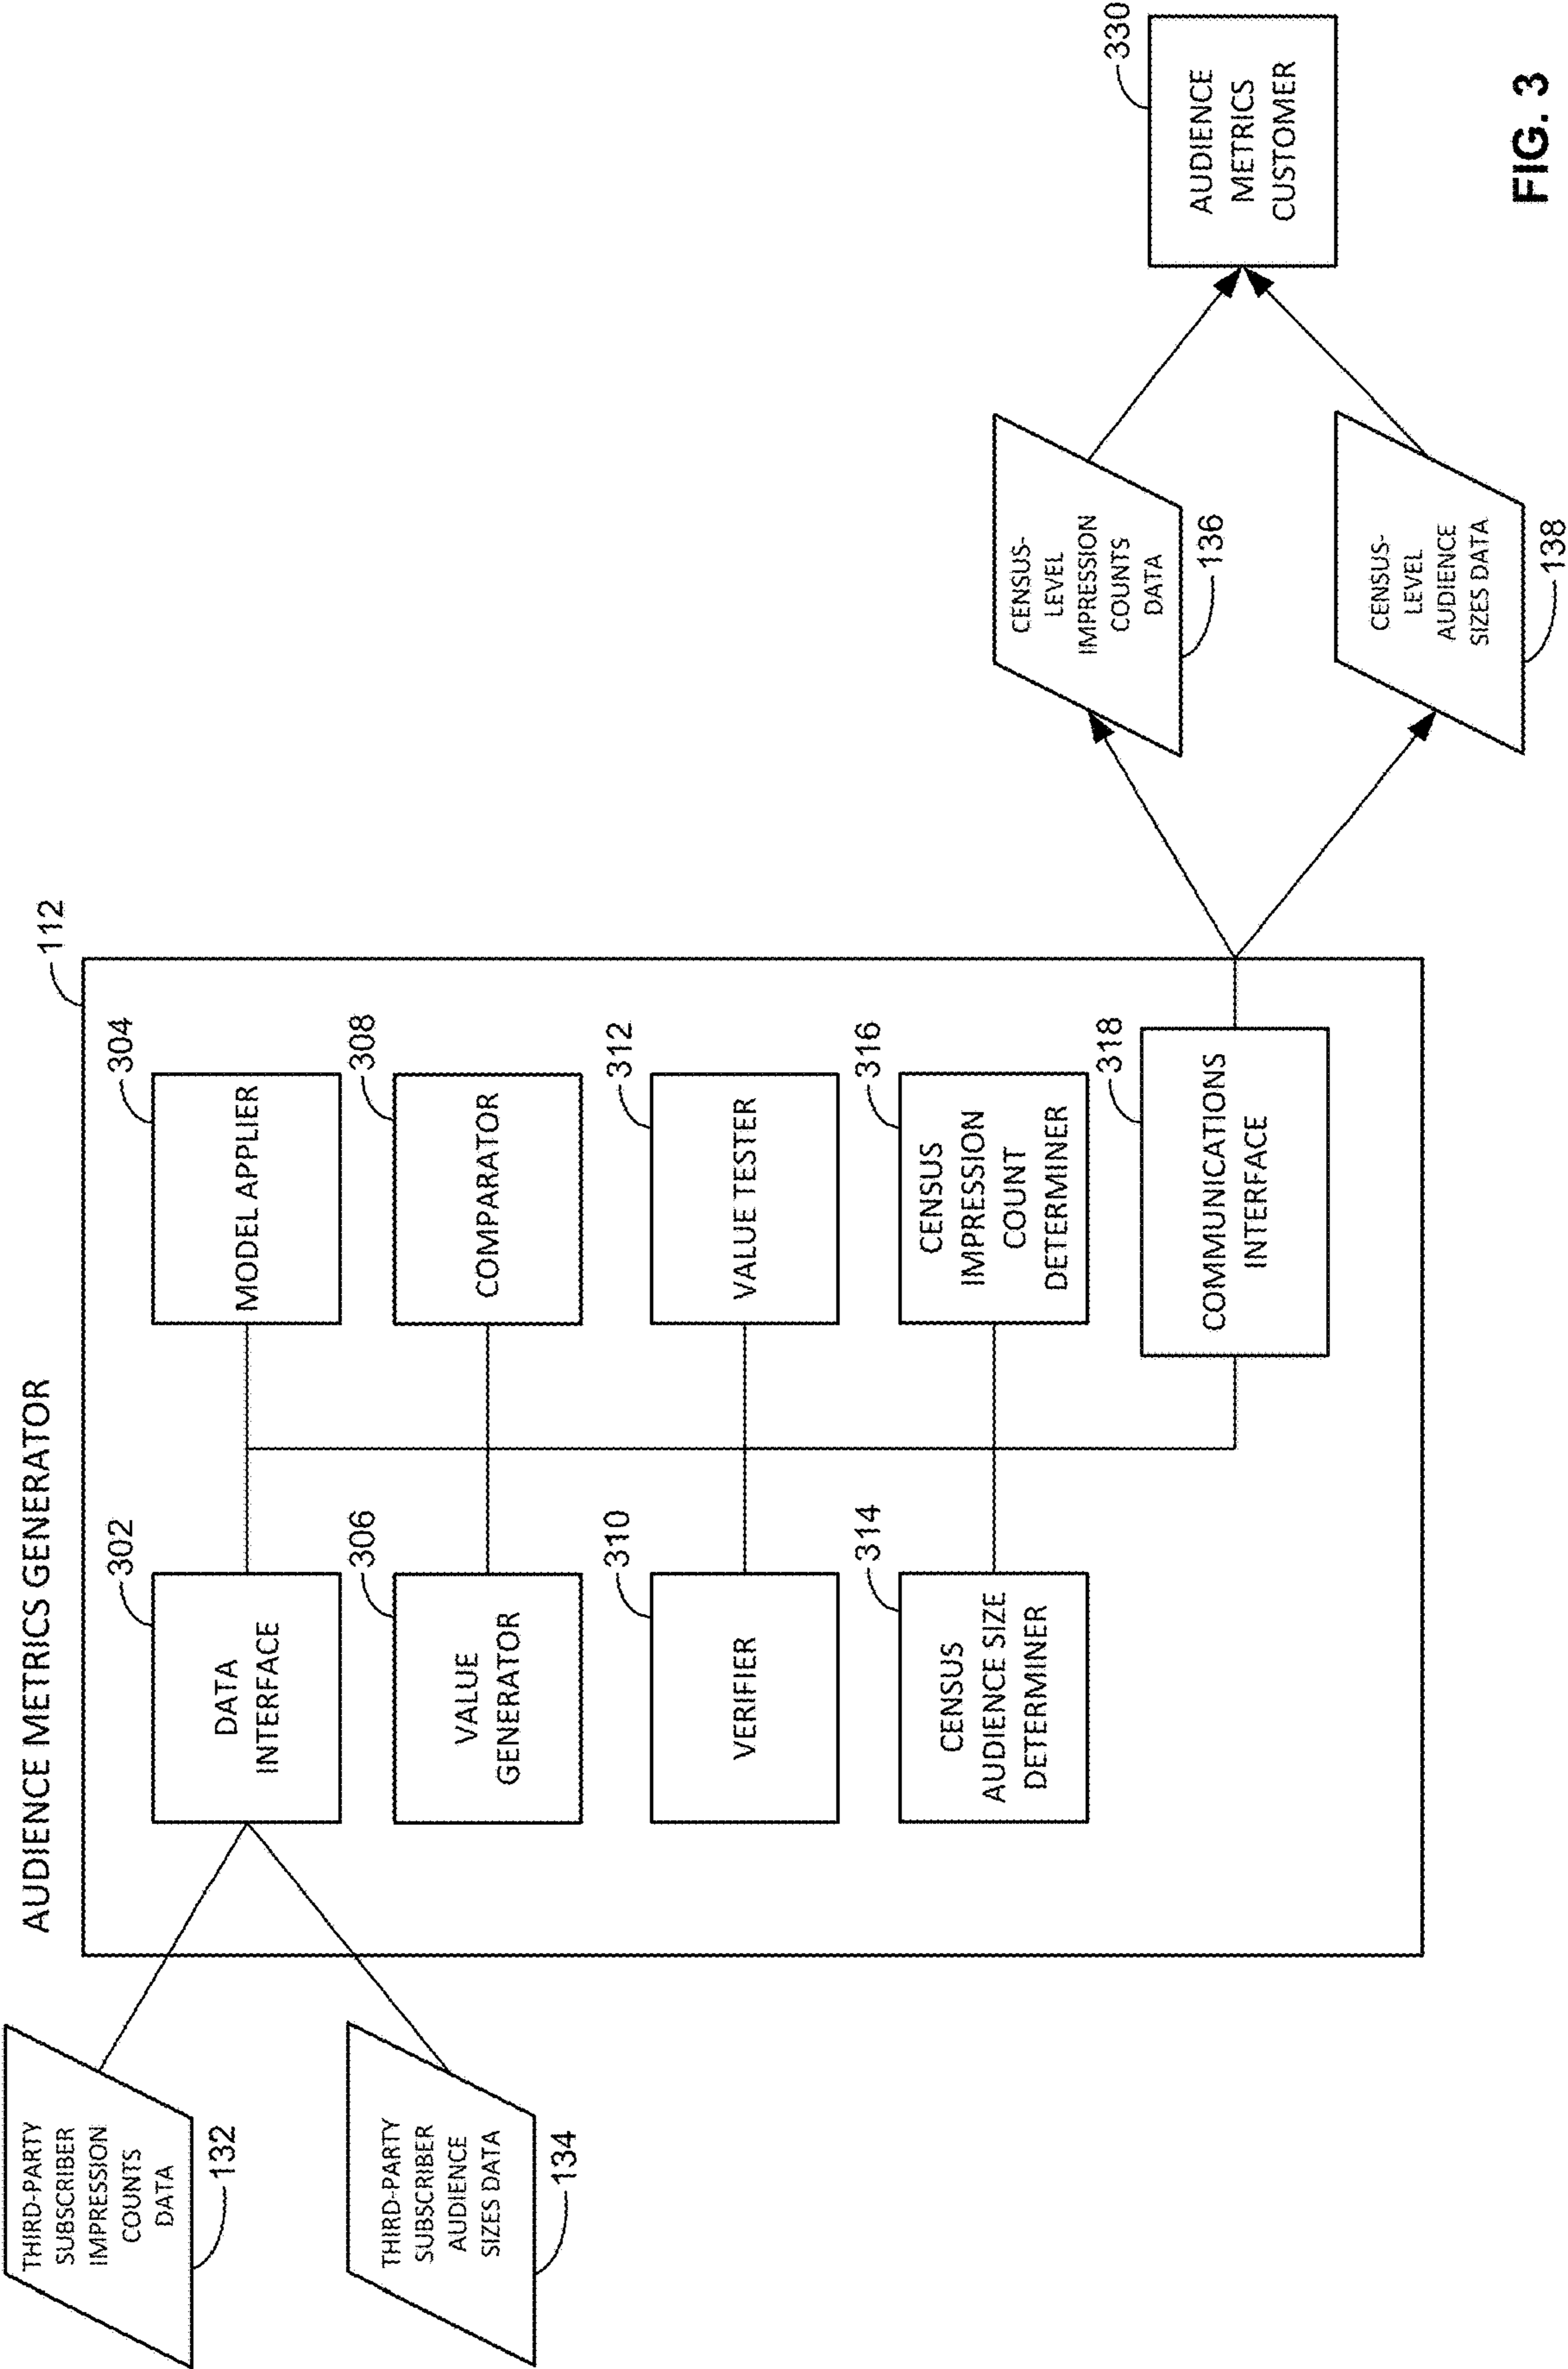 AUDIENCE METRICS GENERATOR
112
THIRD-PARTY
SUBSCRIBER
IMPRESSION
COUNTS
DATA
132
THIRD-PARTY
SUBSCRIBER
AUDIENCE
SIZES DATA
134
302
DATA
INTERFACE
304
MODEL APPLIER
306
VALUE
GENERATOR
308
COMPARATOR
310
VERIFIER
312
VALUE TESTER
314
CENSUS
AUDIENCE SIZE
DETERMINER
316
CENSUS
IMPRESSION
COUNT
DETERMINER
318
COMMUNICATIONS
INTERFACE
CENSUS-
LEVEL
IMPRESSION
COUNTS
DATA
136
CENSUS-
LEVEL
AUDIENCE
SIZES DATA
138
330
AUDIENCE
METRICS
CUSTOMER
FIG. 3